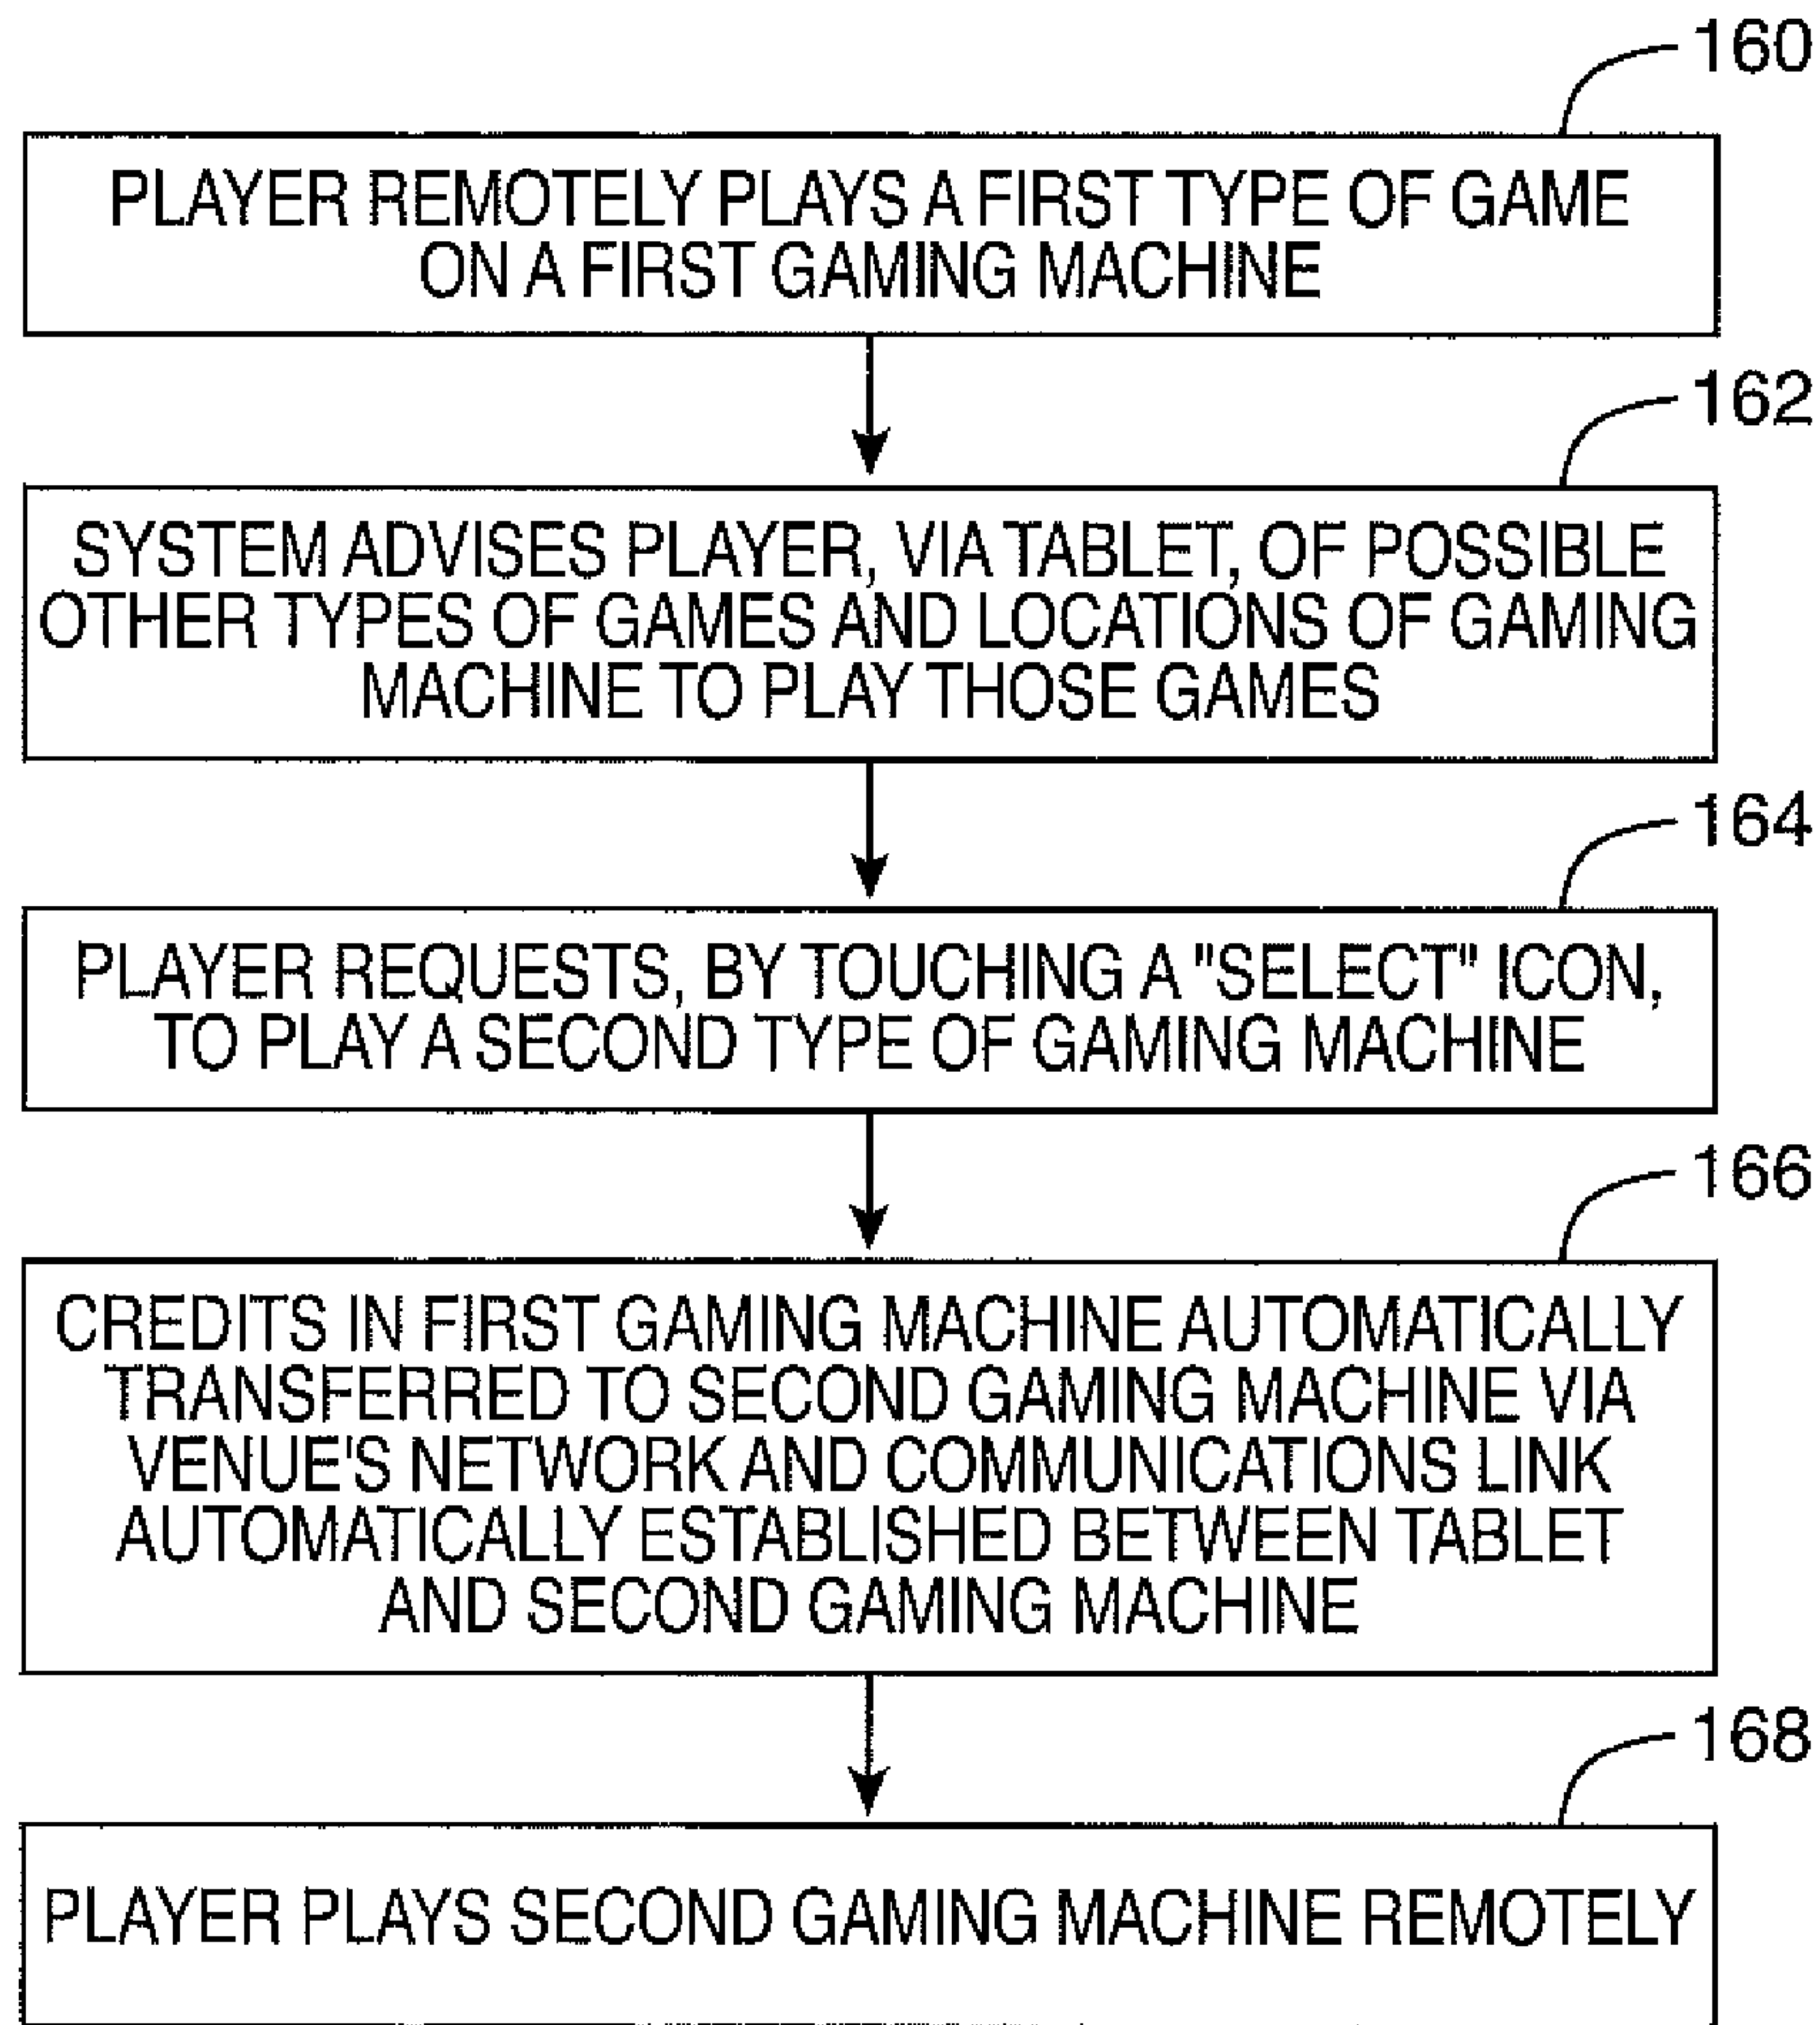 160
PLAYER REMOTELY PLAYS A FIRST TYPE OF GAME
ON A FIRST GAMING MACHINE
162
SYSTEM ADVISES PLAYER, VIA TABLET, OF POSSIBLE
OTHER TYPES OF GAMES AND LOCATIONS OF GAMING
MACHINE TO PLAY THOSE GAMES
164
PLAYER REQUESTS, BY TOUCHING A "SELECT" ICON,
TO PLAY A SECOND TYPE OF GAMING MACHINE
166
CREDITS IN FIRST GAMING MACHINE AUTOMATICALLY
TRANSFERRED TO SECOND GAMING MACHINE VIA
VENUE'S NETWORK AND COMMUNICATIONS LINK
AUTOMATICALLY ESTABLISHED BETWEEN TABLET
AND SECOND GAMING MACHINE
168
PLAYER PLAYS SECOND GAMING MACHINE REMOTELY